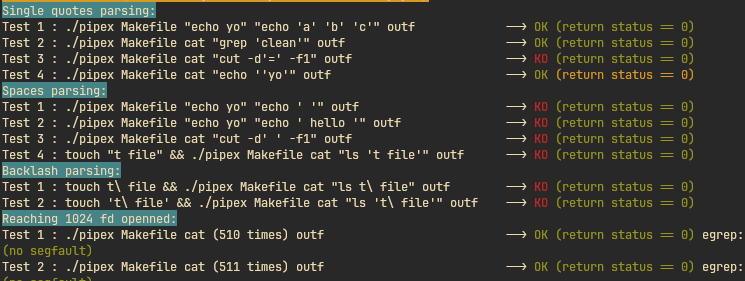 Single quotes parsing:
Test 1 : ./pipex Makefile "echo yo" "echo 'a' 'b' 'c'" outf ——> OK (return status == 0)
Test 2 : ./pipex Makefile cat "grep 'clean'" outf ——> OK (return status == 0)
Test 3 : ./pipex Makefile cat "cut -d'=' -f1" outf ——> KO (return status == 0)
Test 4 : ./pipex Makefile cat "echo ''yo'" outf ——> OK (return status == 0)
Spaces parsing:
Test 1 : ./pipex Makefile "echo yo" "echo ' '" outf ——> KO (return status == 0)
Test 2 : ./pipex Makefile "echo yo" "echo ' hello '" outf ——> KO (return status == 0)
Test 3 : ./pipex Makefile cat "cut -d' ' -f1" outf ——> KO (return status == 0)
Test 4 : touch "t file" && ./pipex Makefile cat "ls 't file'" outf ——> KO (return status == 0)
Backlash parsing:
Test 1 : touch t\ file && ./pipex Makefile cat "ls t\ file" outf ——> KO (return status == 0)
Test 2 : touch 't\ file' && ./pipex Makefile cat "ls 't\ file'" outf ——> KO (return status == 0)
Reaching 1024 fd openned:
Test 1 : ./pipex Makefile cat (510 times) outf ——> OK (return status == 0) egrep:
(no segfault)
Test 2 : ./pipex Makefile cat (511 times) outf ——> OK (return status == 0) egrep:
(no segfault)